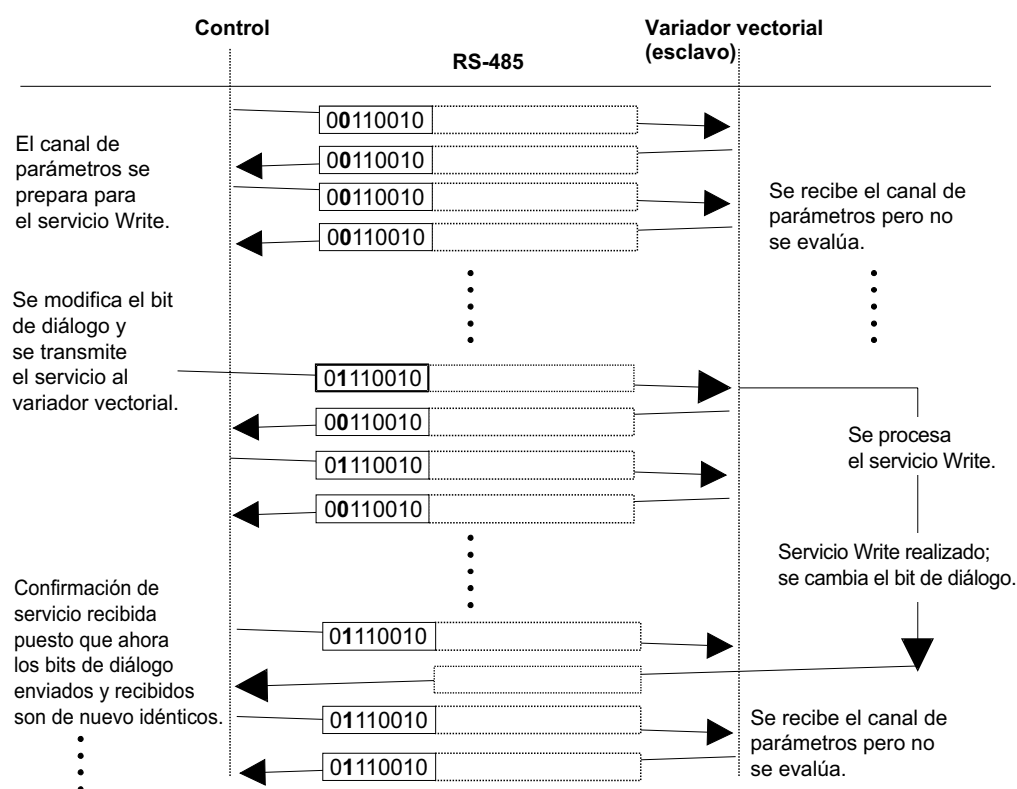 Control
RS-485
Variador vectorial
(esclavo)
00110010
El canal de
parámetros se
prepara para
el servicio Write.
00110010
00110010
00110010
Se recibe el canal de
parámetros pero no
se evalúa.
Se modifica el bit
de diálogo y
se transmite
el servicio al
variador vectorial.
01110010
00110010
01110010
00110010
Se procesa
el servicio Write.
Servicio Write realizado;
se cambia el bit de diálogo.
Confirmación de
servicio recibida
puesto que ahora
los bits de diálogo
enviados y recibidos
son de nuevo idénticos.
01110010
01110010
01110010
Se recibe el canal de
parámetros pero no
se evalúa.